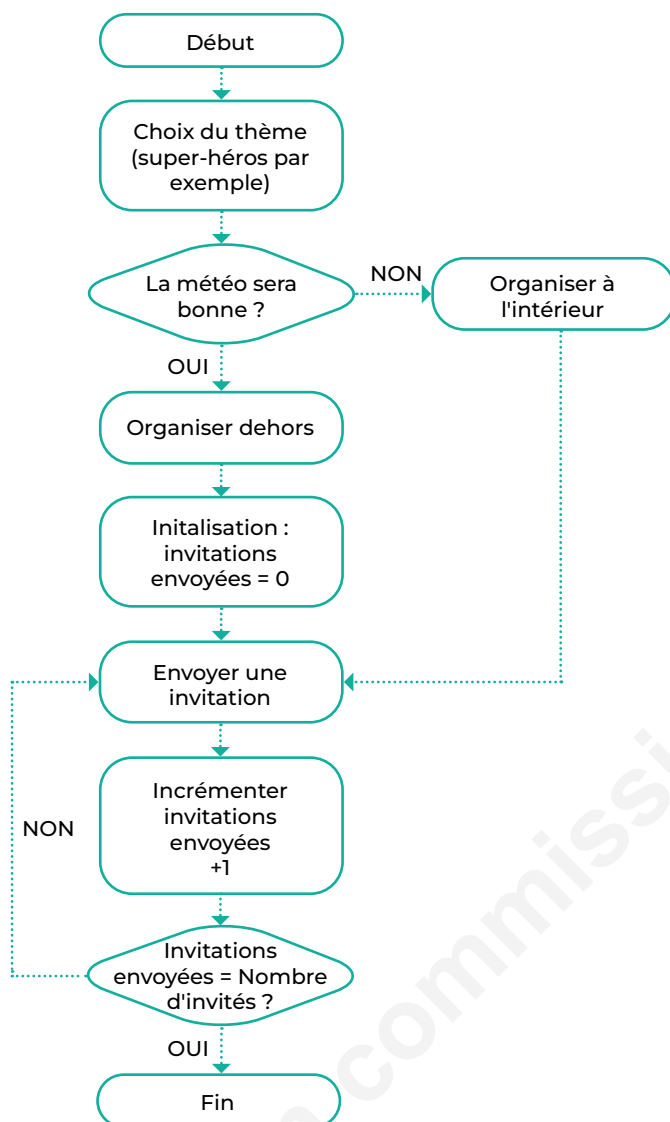 Début
Choix du thème
(super-héros par
exemple)
La météo sera
bonne ?
NON
Organiser à
l'intérieur
OUI
Organiser dehors
Initalisation :
invitations
envoyées = 0
Envoyer une
invitation
NON
Incrémenter
invitations
envoyées
+1
Invitations
envoyées = Nombre
d'invités ?
OUI
Fin
commissi